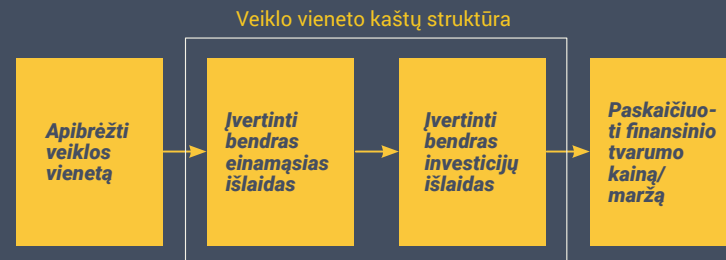 Veiklo vieneto kaštų struktūra
Apibrėžti
veiklos
vienetą
Įvertinti
bendras
einamąsias
išlaidas
Įvertinti
bendras
investicijų
išlaidas
Paskaičiuo-
ti finansinio
tvarumo
kainą/
maržą